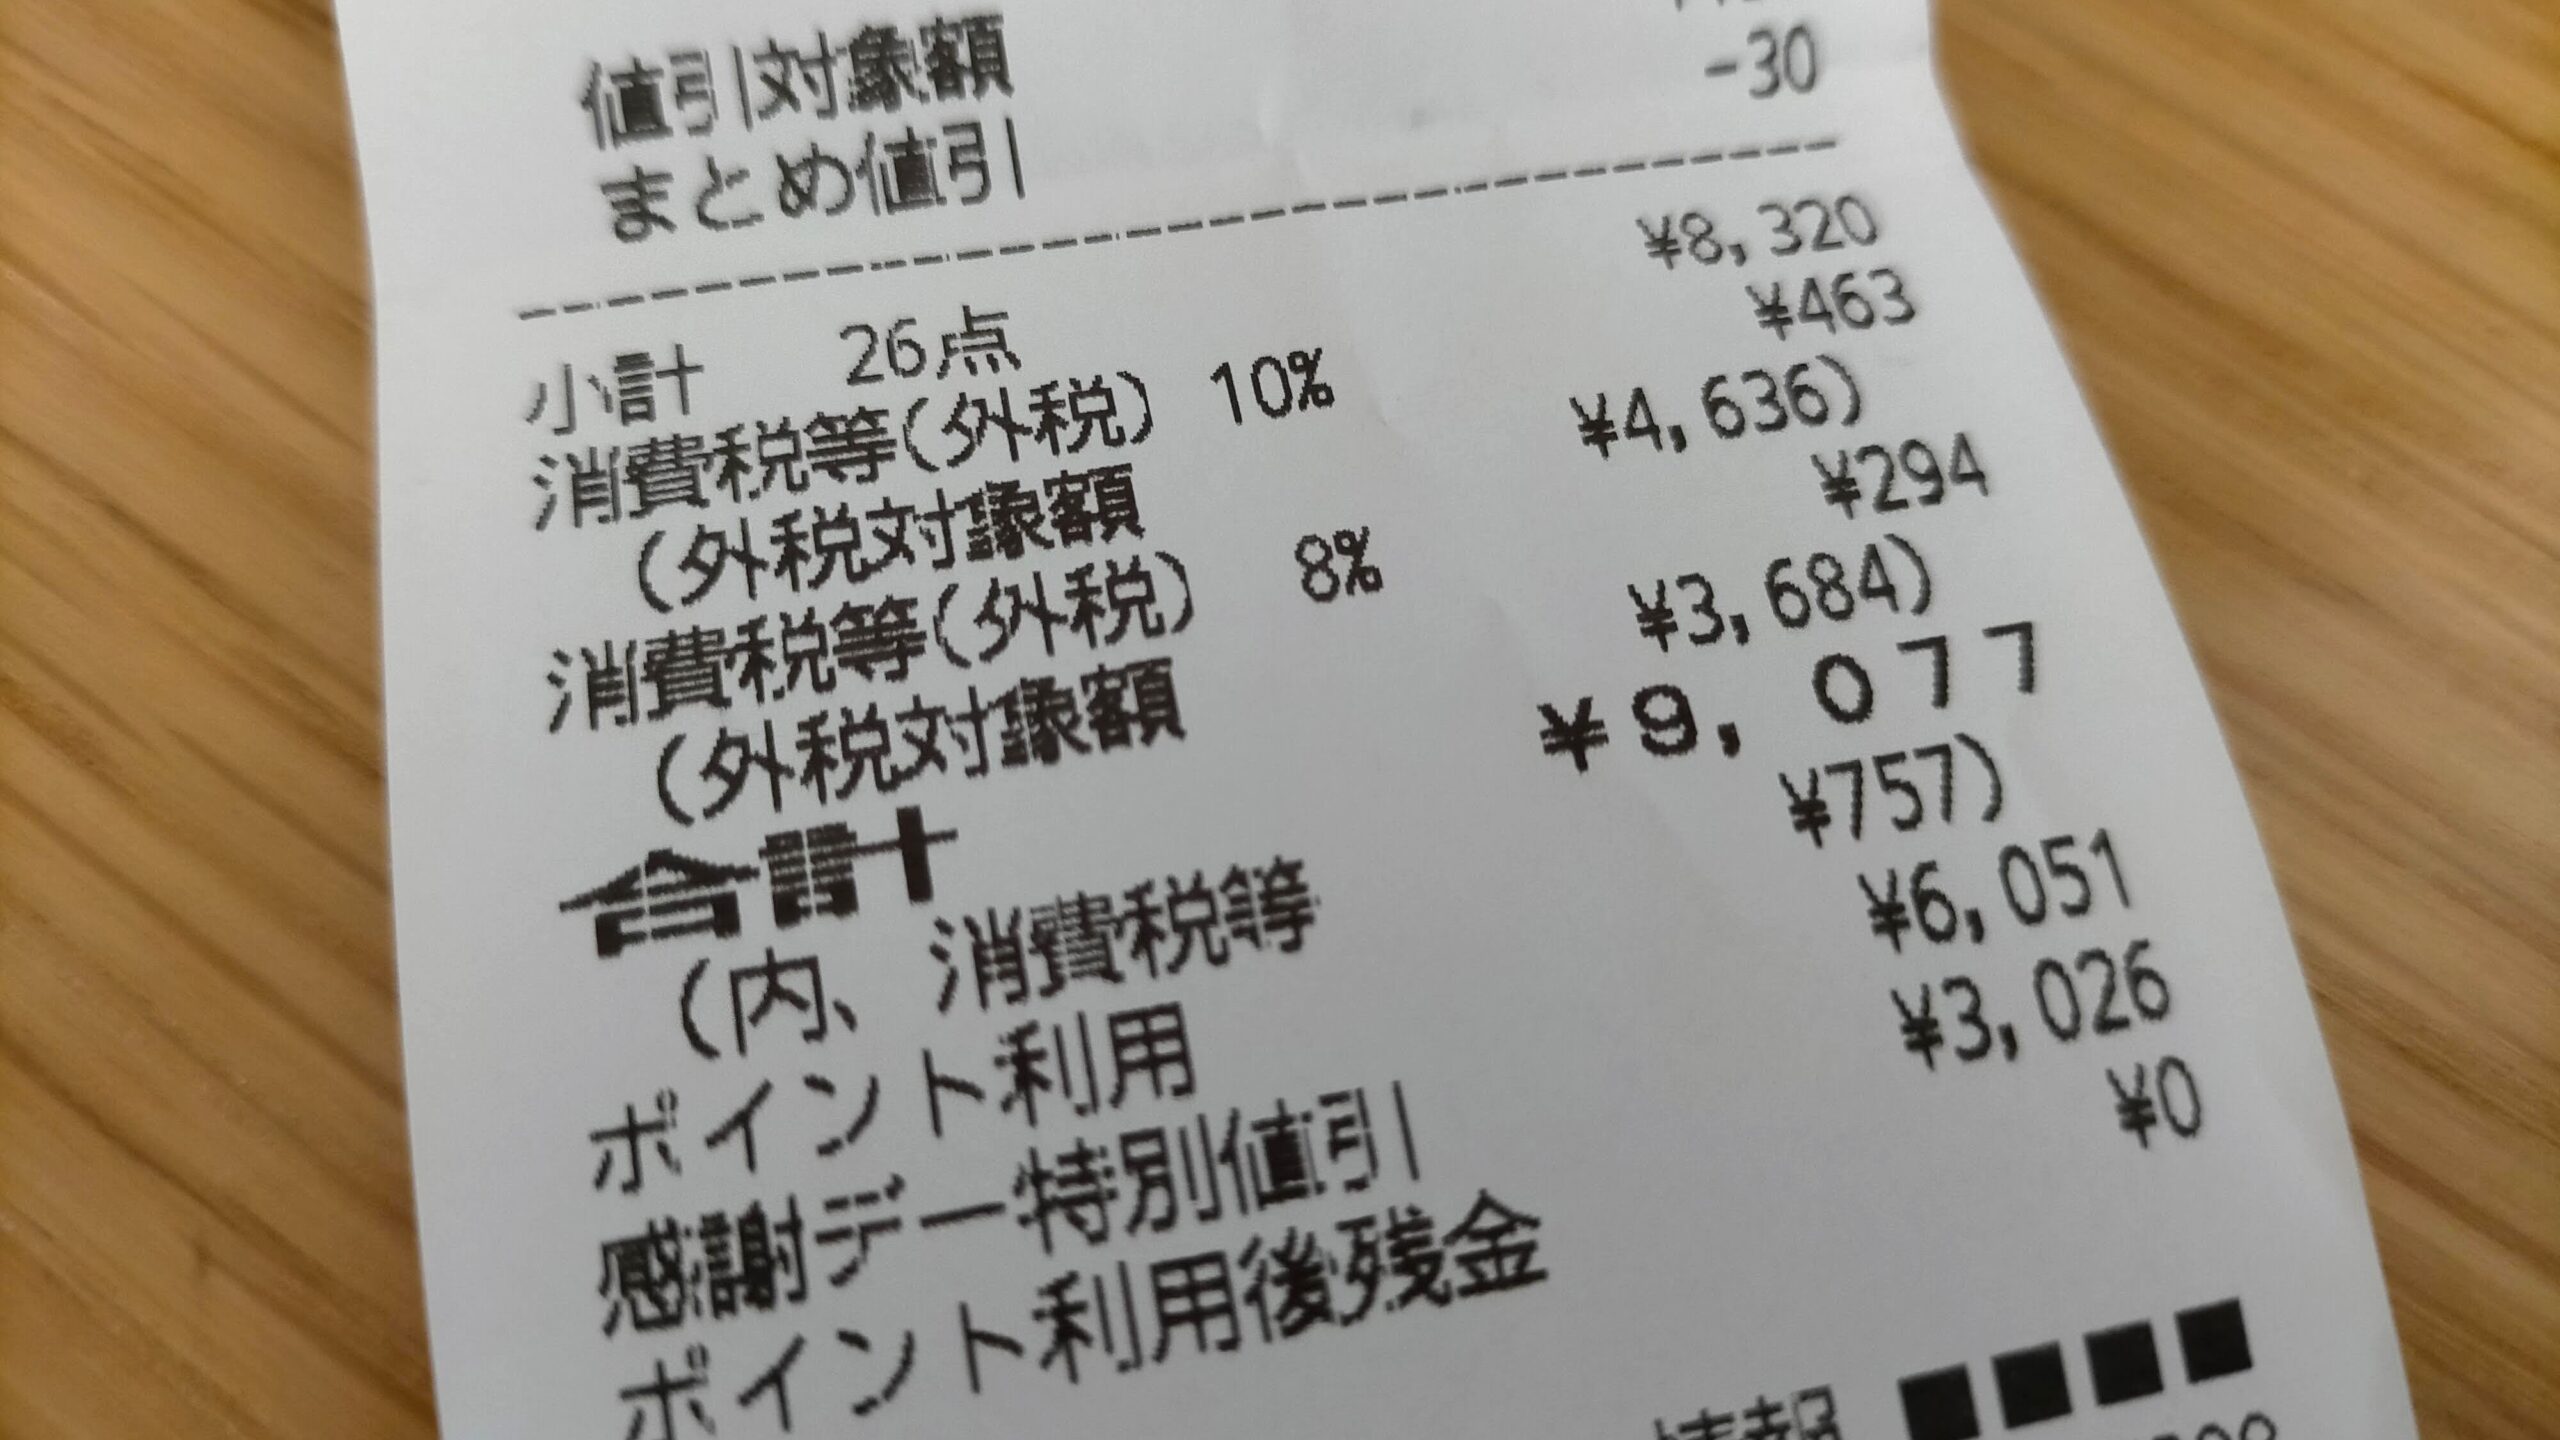 値引対象額
まとめ値引 -30
小計 26点 ¥8,320
消費税等(外税) 10% ¥463
(外税対象額 ¥4,636)
消費税等(外税) 8% ¥294
(外税対象額 ¥3,684)
合計 ¥9,077
(内、消費税等 ¥757)
ポイント利用 ¥6,051
感謝デー特別値引 ¥3,026
ポイント利用後残金 ¥0
情報 ■■■■